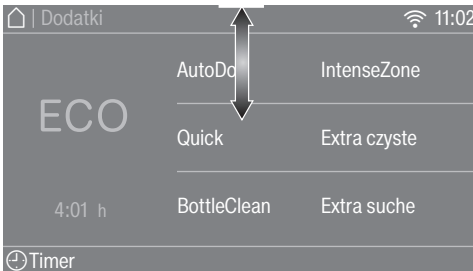 | Dodatki 11:02
AutoDo IntenseZone
ECO
Quick Extra czyste
4:01 h BottleClean Extra suche
Timer